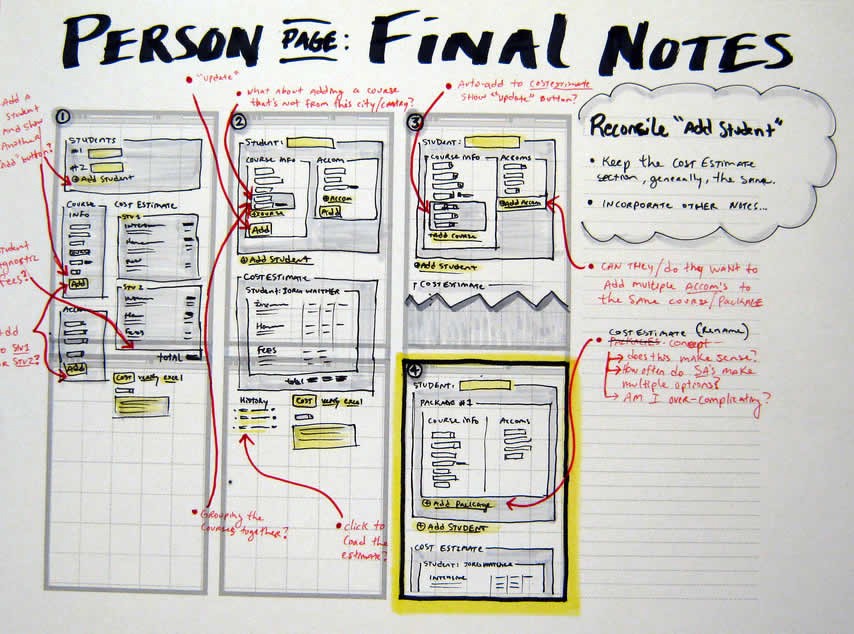 PERSON PAGE: FINAL NOTES
Add a
student
and show
another
"add" button?
"update"
what about adding a course
that's not from this city/country?
Auto-add to cost estimate
show "update" button?
Reconcile "Add Student"
• Keep the COST ESTIMATE
section, generally, the same.
• INCORPORATE OTHER NOTES...
1
STUDENTS
#1
#2
Add Student
COURSE
INFO
Add
COST ESTIMATE
STU 1
STU 2
Fees
TOTAL
student
Fees?
Add
to STU1
or STU2?
Add
COST
excel
2
Student:
COURSE INFO
ACCOM
+COURSE
Add
+Accom
Add
Add Student
COST ESTIMATE
Student:
FEES
total
History
COST
excel
Grouping the
courses together?
click to
load the
estimate?
3
STUDENT:
COURSE INFO
ACCOMS
Add Accom
+ADD COURSE
Add Student
COST ESTIMATE
CAN THEY/do they WANT to
Add multiple ACCOM's to
the same course/PACKAGE
COST ESTIMATE (RENAME)
PACKAGES concept—
→ does this make sense?
→ How often do SA's make
multiple options?
→ AM I over-complicating?
4
STUDENT:
PACKAGE #1
COURSE INFO
ACCOMS
Add PACKAGE
Add STUDENT
COST ESTIMATE
STUDENT: